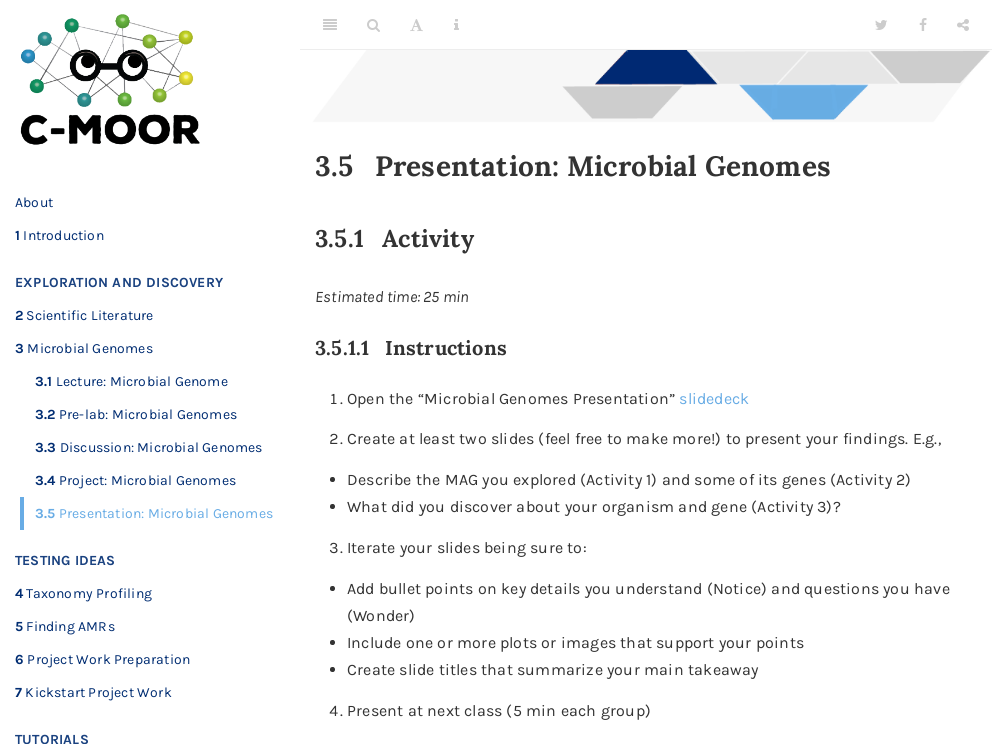 C-MOOR
About
1 Introduction
EXPLORATION AND DISCOVERY
2 Scientific Literature
3 Microbial Genomes
3.1 Lecture: Microbial Genome
3.2 Pre-lab: Microbial Genomes
3.3 Discussion: Microbial Genomes
3.4 Project: Microbial Genomes
3.5 Presentation: Microbial Genomes
TESTING IDEAS
4 Taxonomy Profiling
5 Finding AMRs
6 Project Work Preparation
7 Kickstart Project Work
TUTORIALS
A
3.5 Presentation: Microbial Genomes
3.5.1 Activity
Estimated time: 25 min
3.5.1.1 Instructions
1. Open the “Microbial Genomes Presentation” slidedeck
2. Create at least two slides (feel free to make more!) to present your findings. E.g.,
• Describe the MAG you explored (Activity 1) and some of its genes (Activity 2)
• What did you discover about your organism and gene (Activity 3)?
3. Iterate your slides being sure to:
• Add bullet points on key details you understand (Notice) and questions you have
(Wonder)
• Include one or more plots or images that support your points
• Create slide titles that summarize your main takeaway
4. Present at next class (5 min each group)